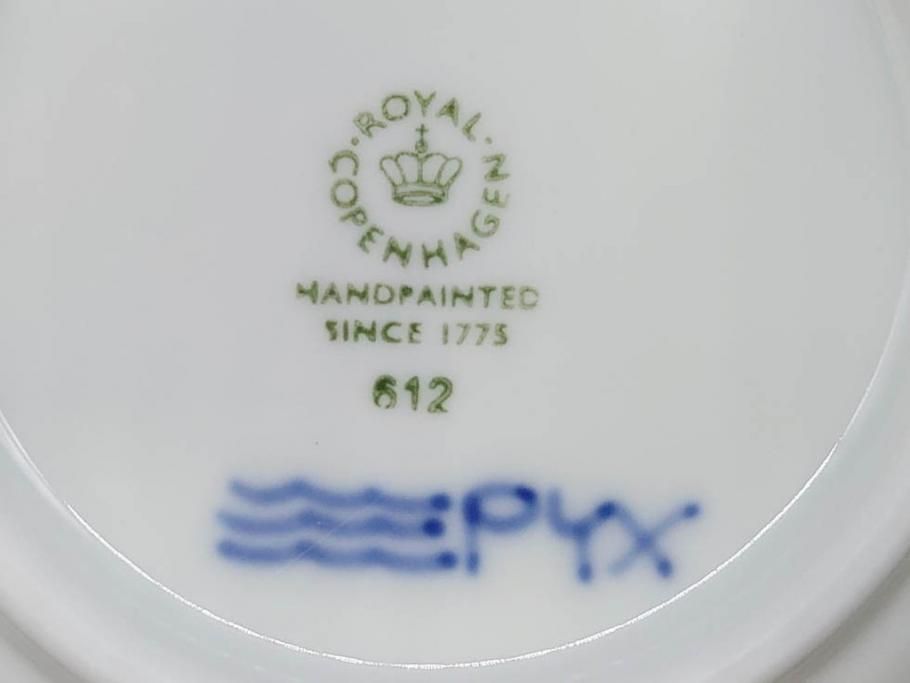 ROYAL
COPENHAGEN
HANDPAINTED
SINCE 1775
612
PYX